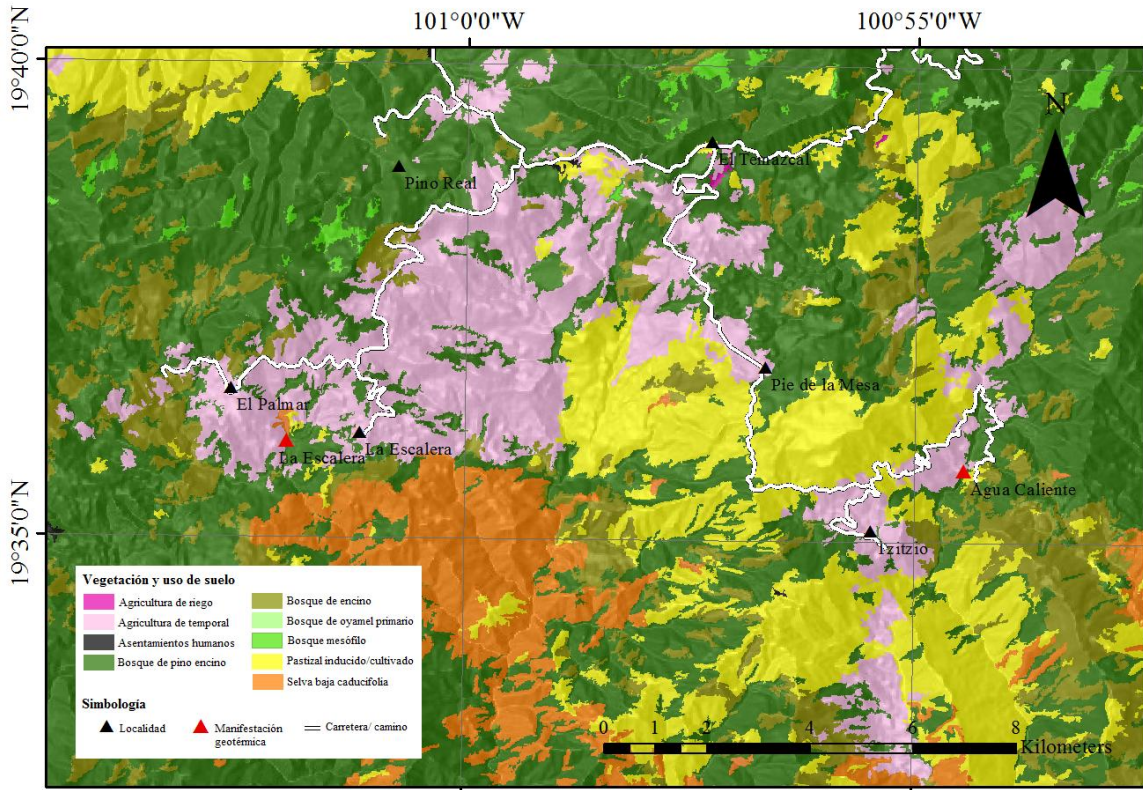 101°0'0"W
100°55'0"W
19°40'0"N
N
El Temazcal
Pino Real
Pie de la Mesa
El Palmar
La Escalera
La Escalera
Agua Caliente
19°35'0"N
Tzitzio
Vegetación y uso de suelo
Agricultura de riego
Bosque de encino
Agricultura de temporal
Bosque de oyamel primario
Asentamientos humanos
Bosque mesófilo
Bosque de pino encino
Pastizal inducido/cultivado
Selva baja caducifolia
Simbología
Localidad
Manifestación
geotérmica
Carretera/ camino
0 1 2 4 6 8
Kilometers